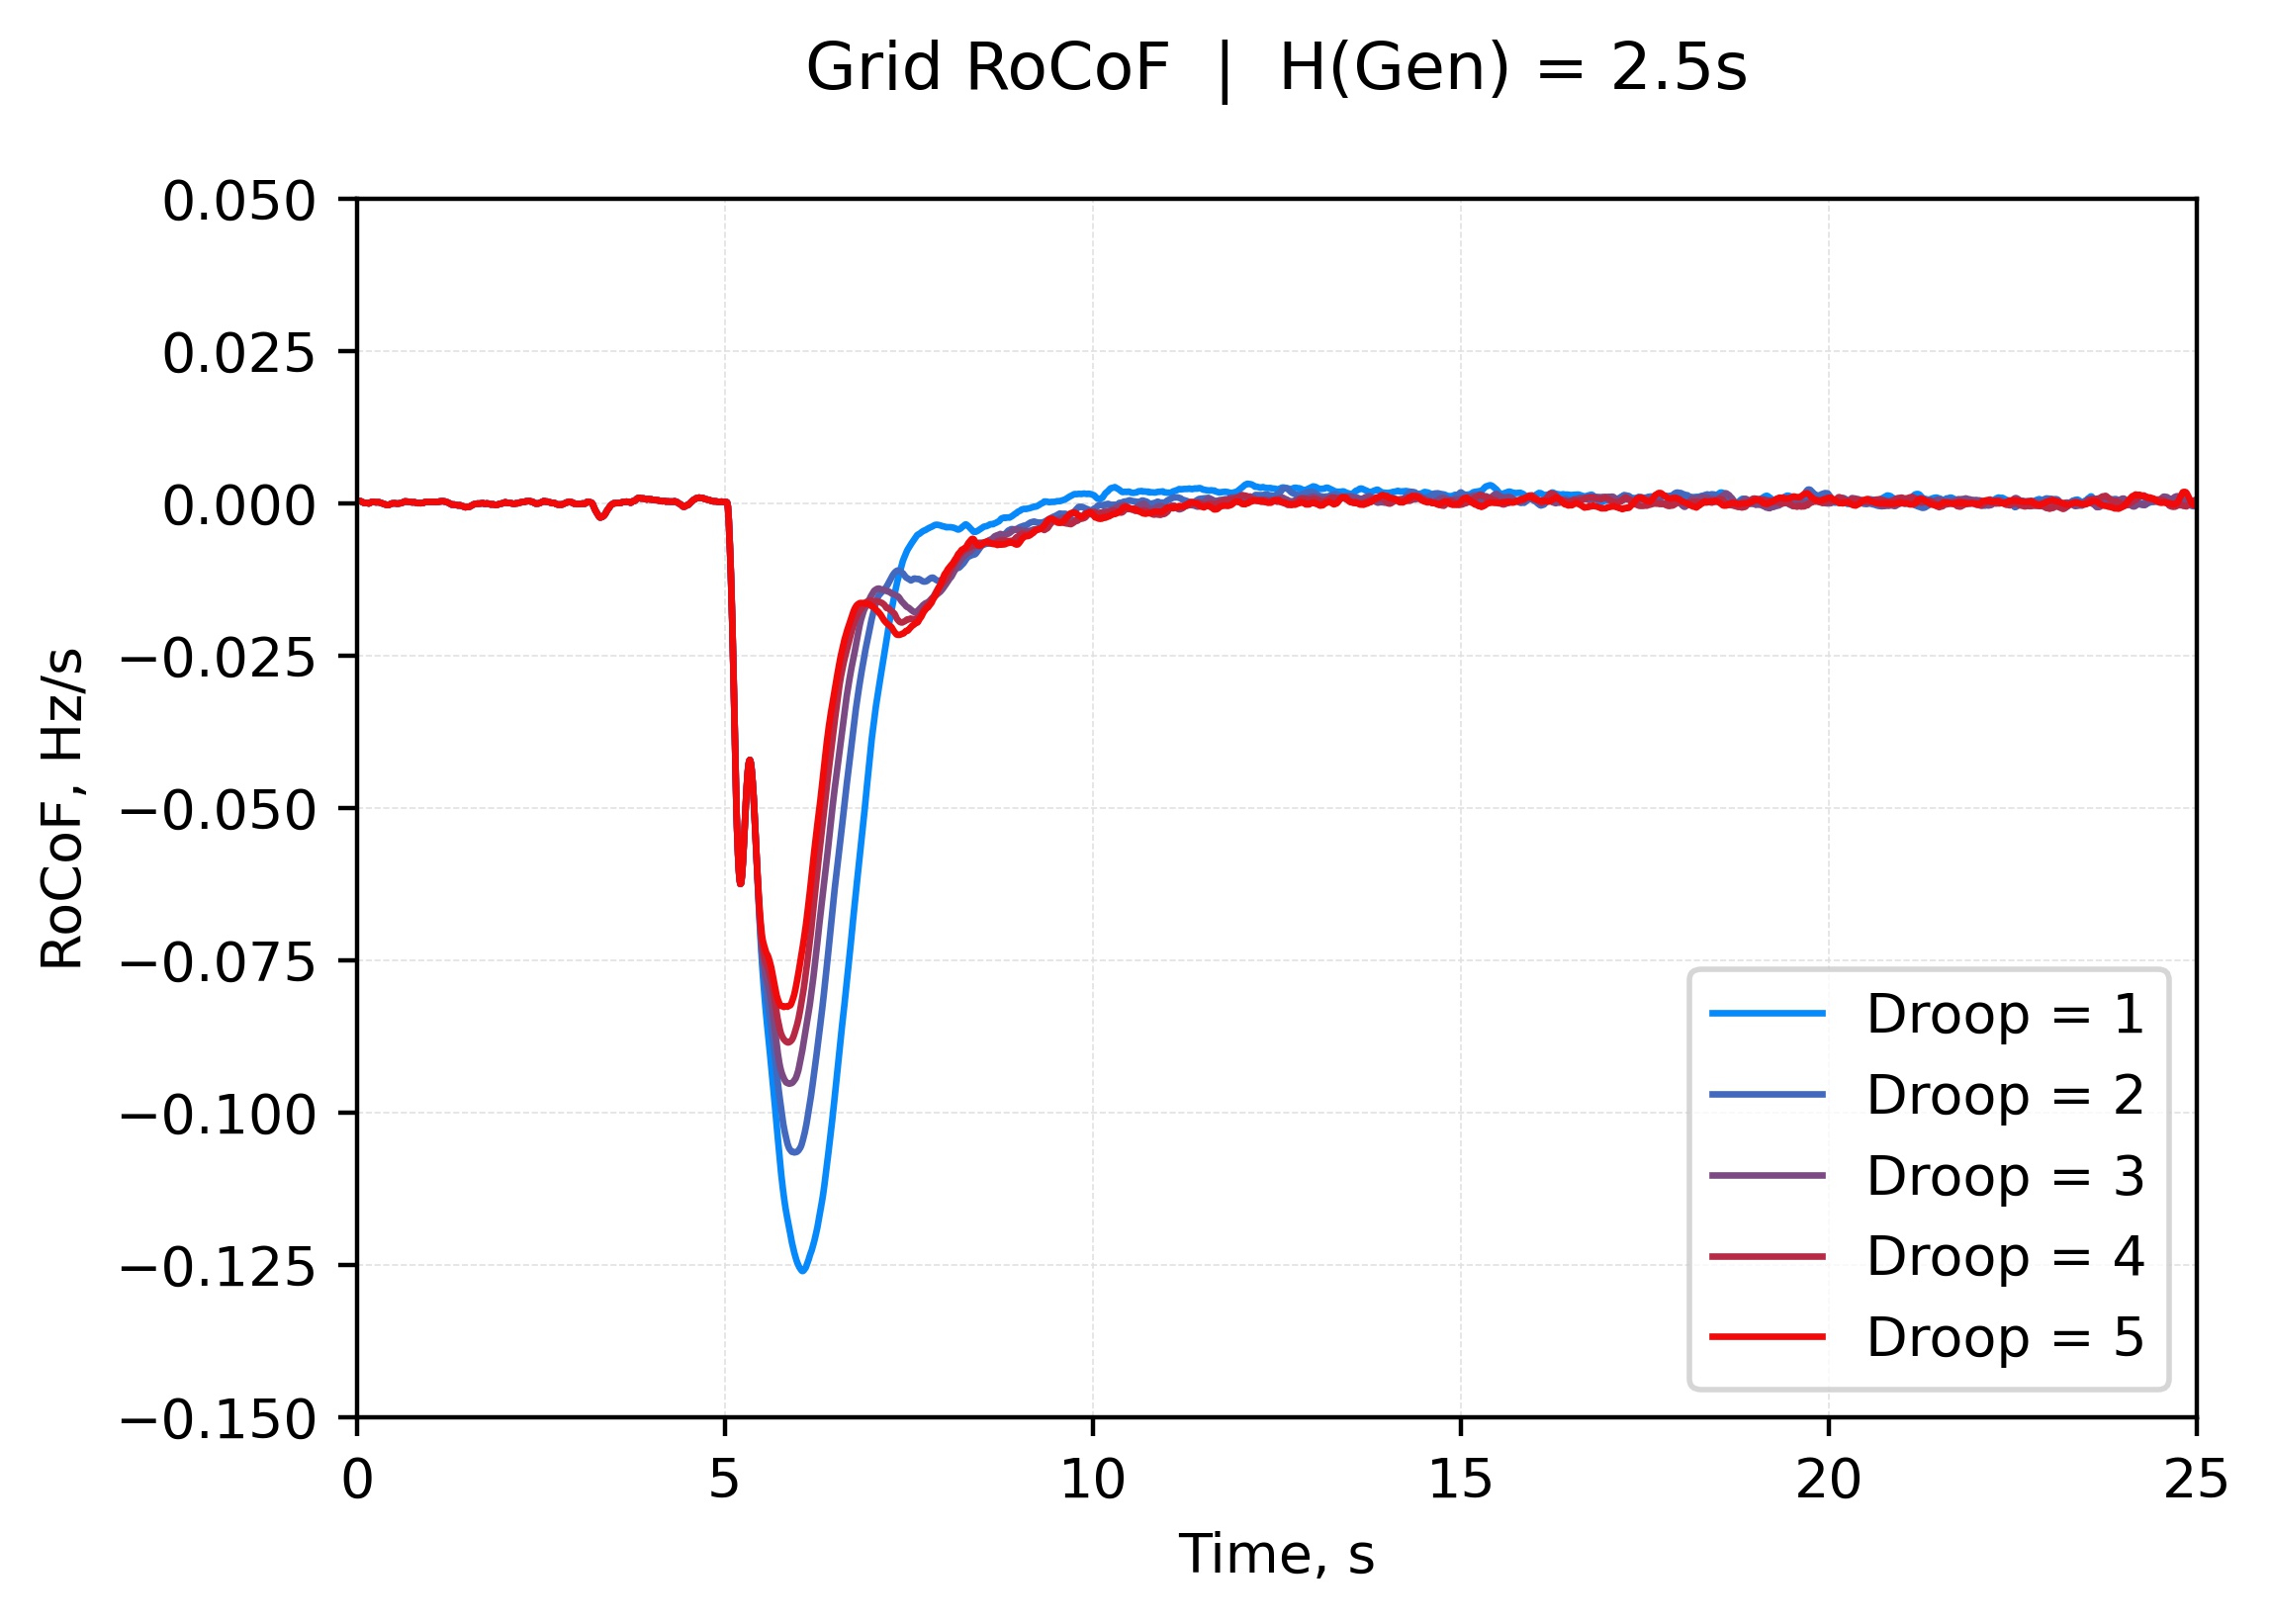 Grid RoCoF | H(Gen) = 2.5s
RoCoF, Hz/s
0.050
0.025
0.000
−0.025
−0.050
−0.075
−0.100
−0.125
−0.150
Droop = 1
Droop = 2
Droop = 3
Droop = 4
Droop = 5
0 5 10 15 20 25
Time, s